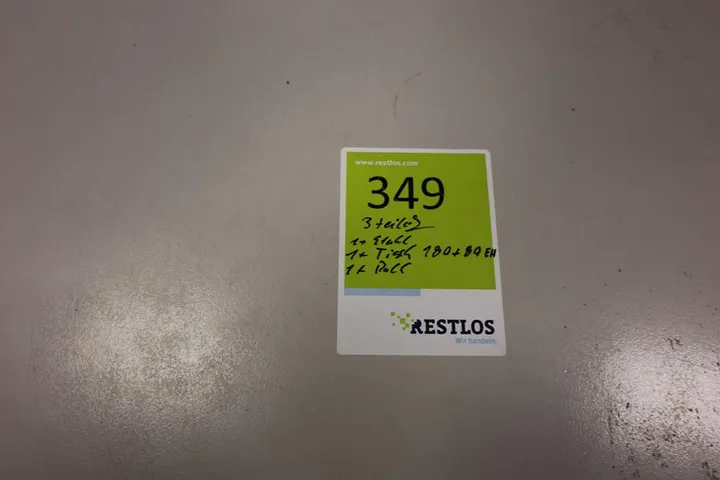 www.restlos.com
349
3 teilig
1x Stuhl
1x Tisch 180x80 EH
1x Roll
RESTLOS
Wir handeln.